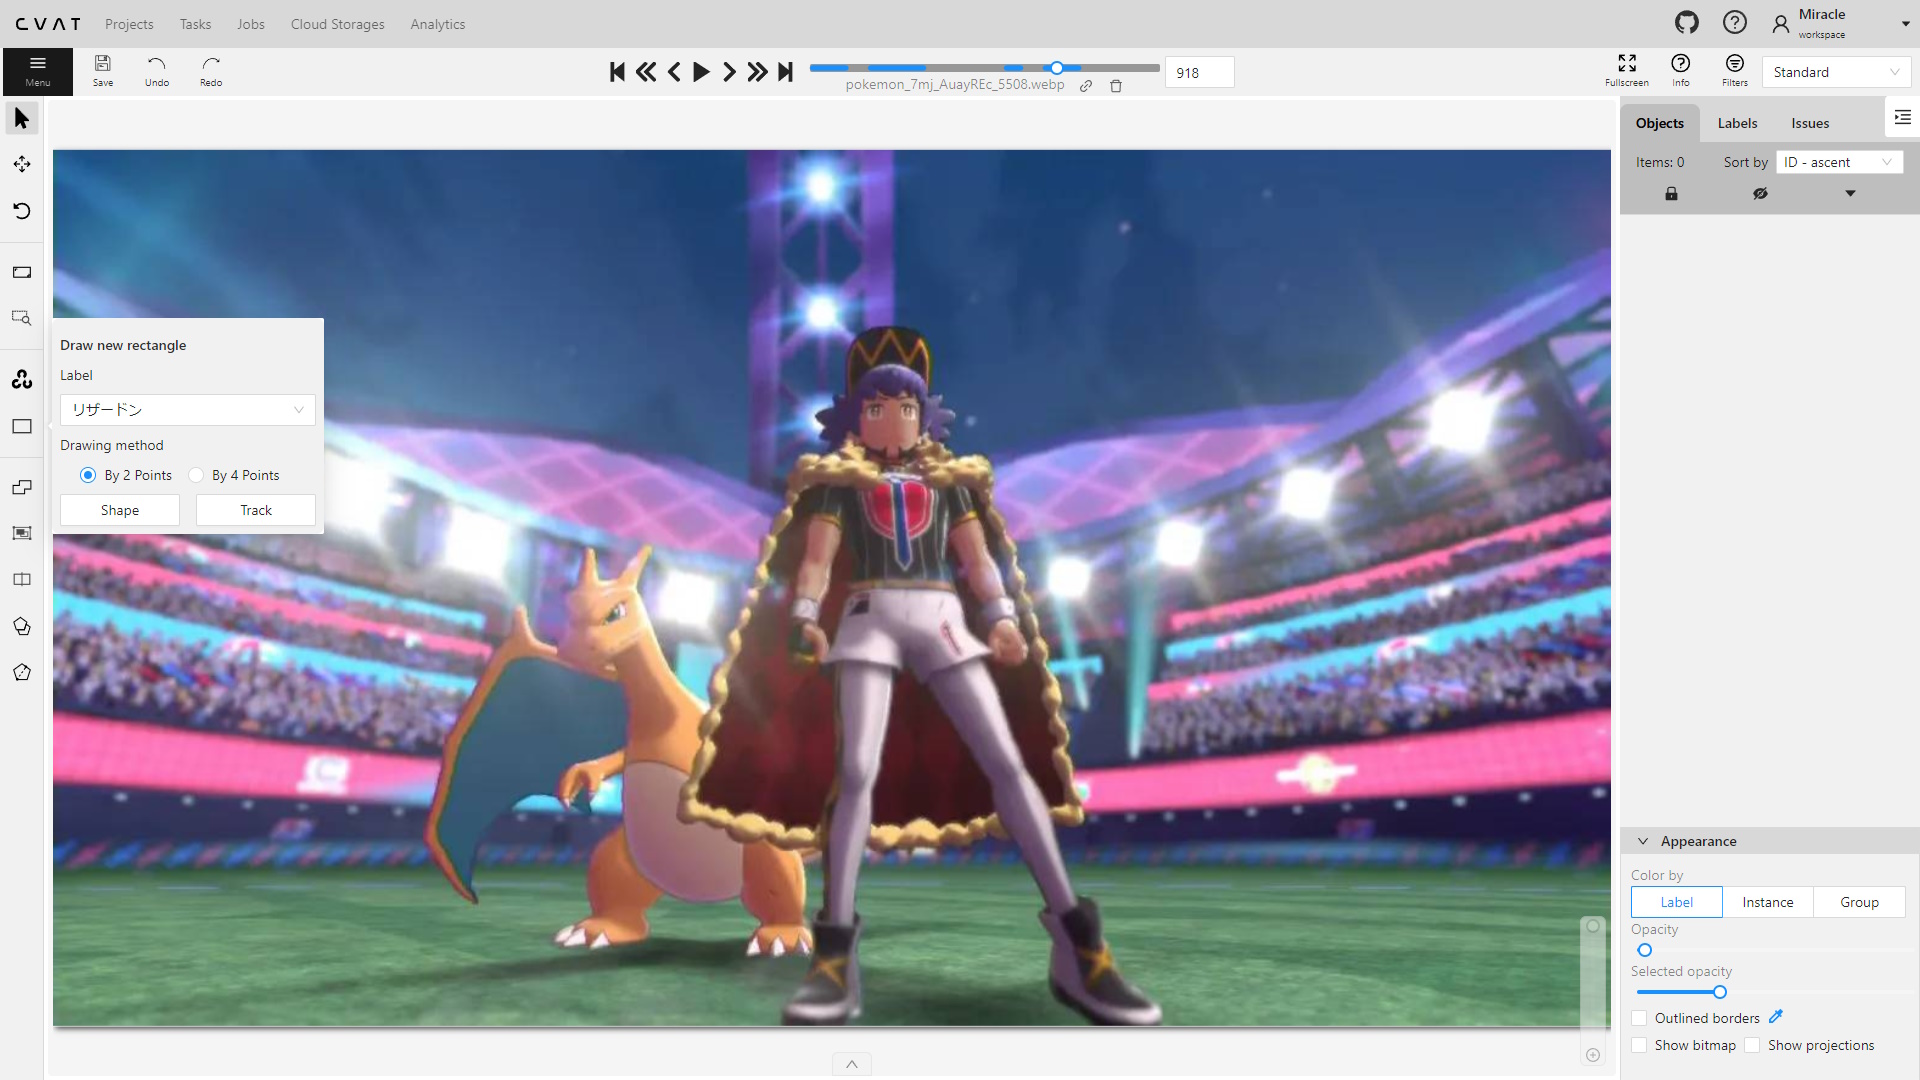 CVAT
Projects
Tasks
Jobs
Cloud Storages
Analytics
Miracle
workspace
Menu
Save
Undo
Redo
pokemon_7mj_AuayREc_5508.webp
918
Fullscreen
Info
Filters
Standard
Objects
Labels
Issues
Items: 0
Sort by
ID - ascent
Draw new rectangle
Label
リザードン
Drawing method
By 2 Points
By 4 Points
Shape
Track
Appearance
Color by
Label
Instance
Group
Opacity
Selected opacity
Outlined borders
Show bitmap
Show projections